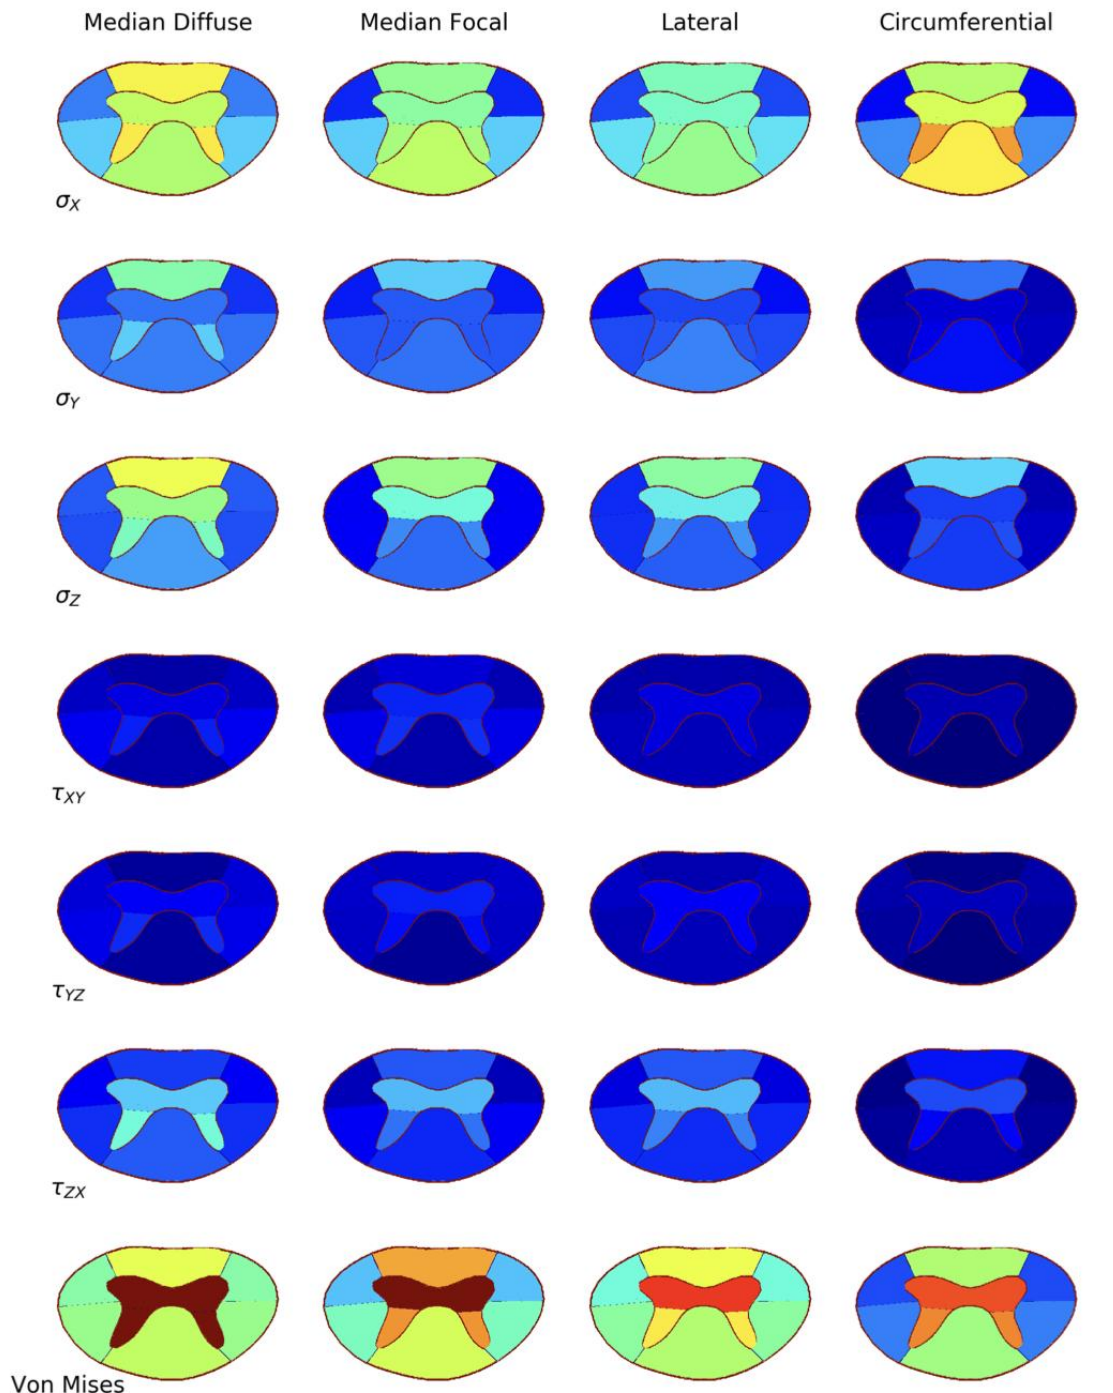 Median Diffuse Median Focal Lateral Circumferential
σX
σY
σZ
τXY
τYZ
τZX
Von Mises